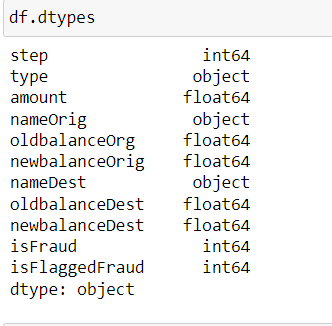 df.dtypes
step int64
type object
amount float64
nameOrig object
oldbalanceOrg float64
newbalanceOrig float64
nameDest object
oldbalanceDest float64
newbalanceDest float64
isFraud int64
isFlaggedFraud int64
dtype: object